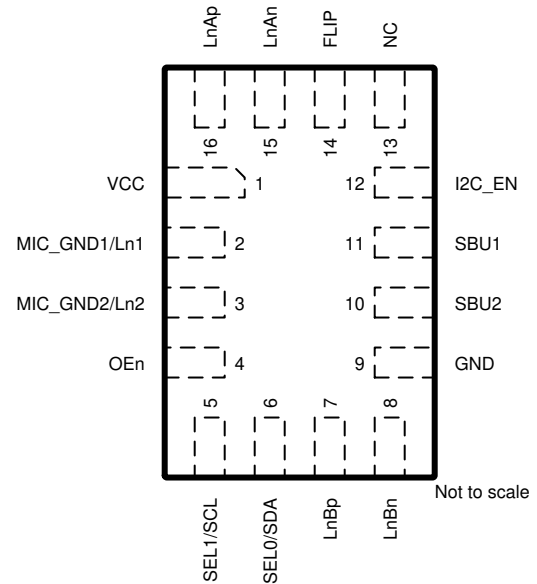 LnAp
LnAn
FLIP
NC
16
15
14
13
VCC
1
12
I2C_EN
MIC_GND1/Ln1
2
11
SBU1
MIC_GND2/Ln2
3
10
SBU2
OEn
4
9
GND
5
6
7
8
SEL1/SCL
SEL0/SDA
LnBp
LnBn
Not to scale